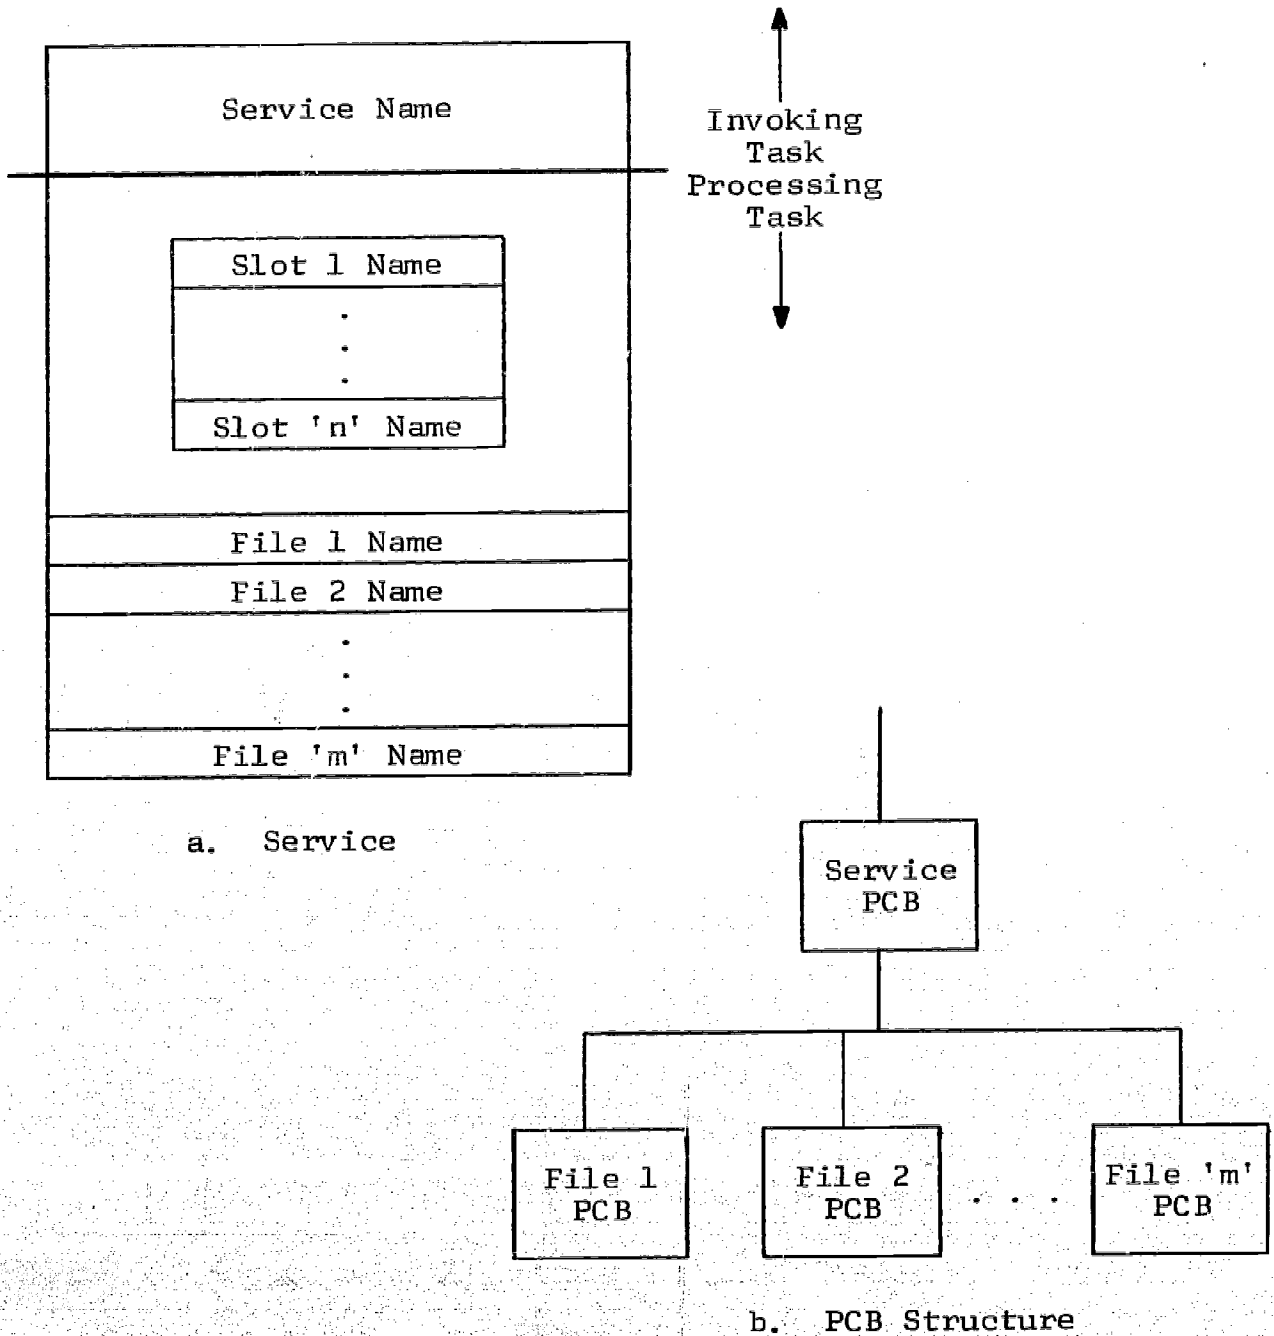 Service Name
Invoking
Task
Processing
Task
Slot 1 Name
.
.
.
Slot 'n' Name
File 1 Name
File 2 Name
.
.
.
File 'm' Name
a. Service
Service
PCB
File 1
PCB
File 2
PCB
. . .
File 'm'
PCB
b. PCB Structure